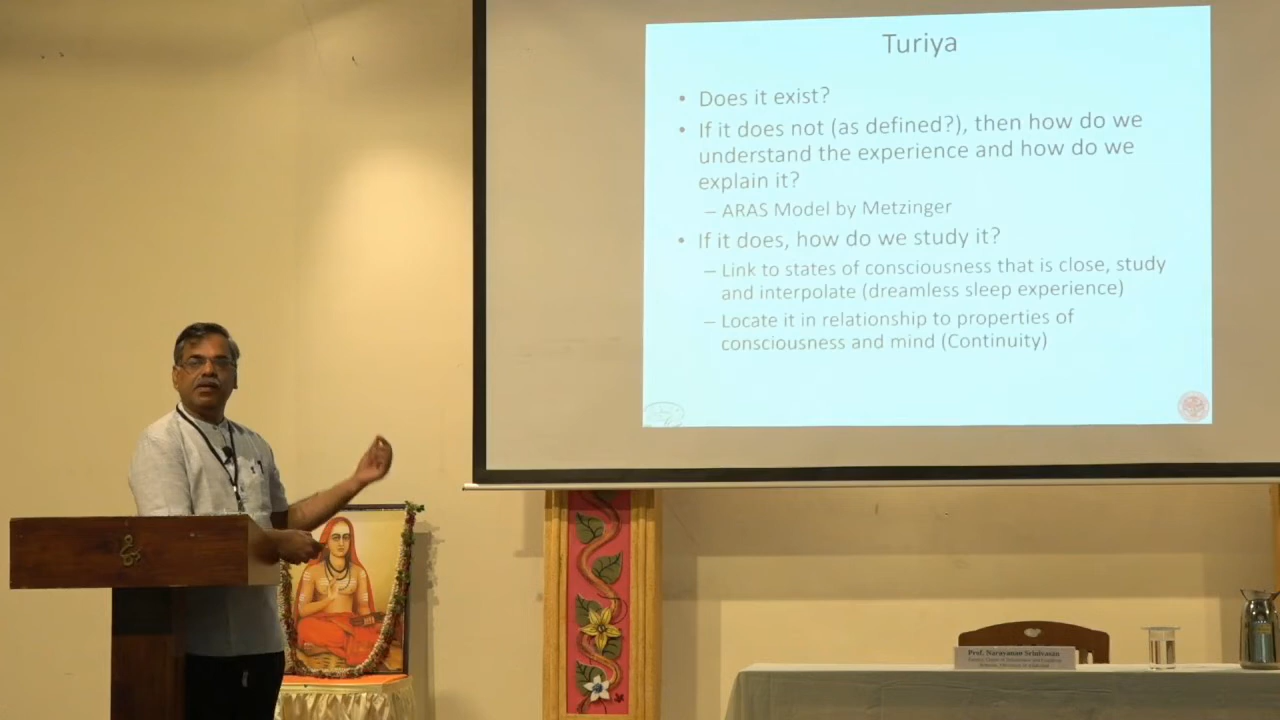 Turiya
• Does it exist?
• If it does not (as defined?), then how do we
understand the experience and how do we
explain it?
– ARAS Model by Metzinger
• If it does, how do we study it?
– Link to states of consciousness that is close, study
and interpolate (dreamless sleep experience)
– Locate it in relationship to properties of
consciousness and mind (Continuity)
Prof. Narayanan Srinivasan